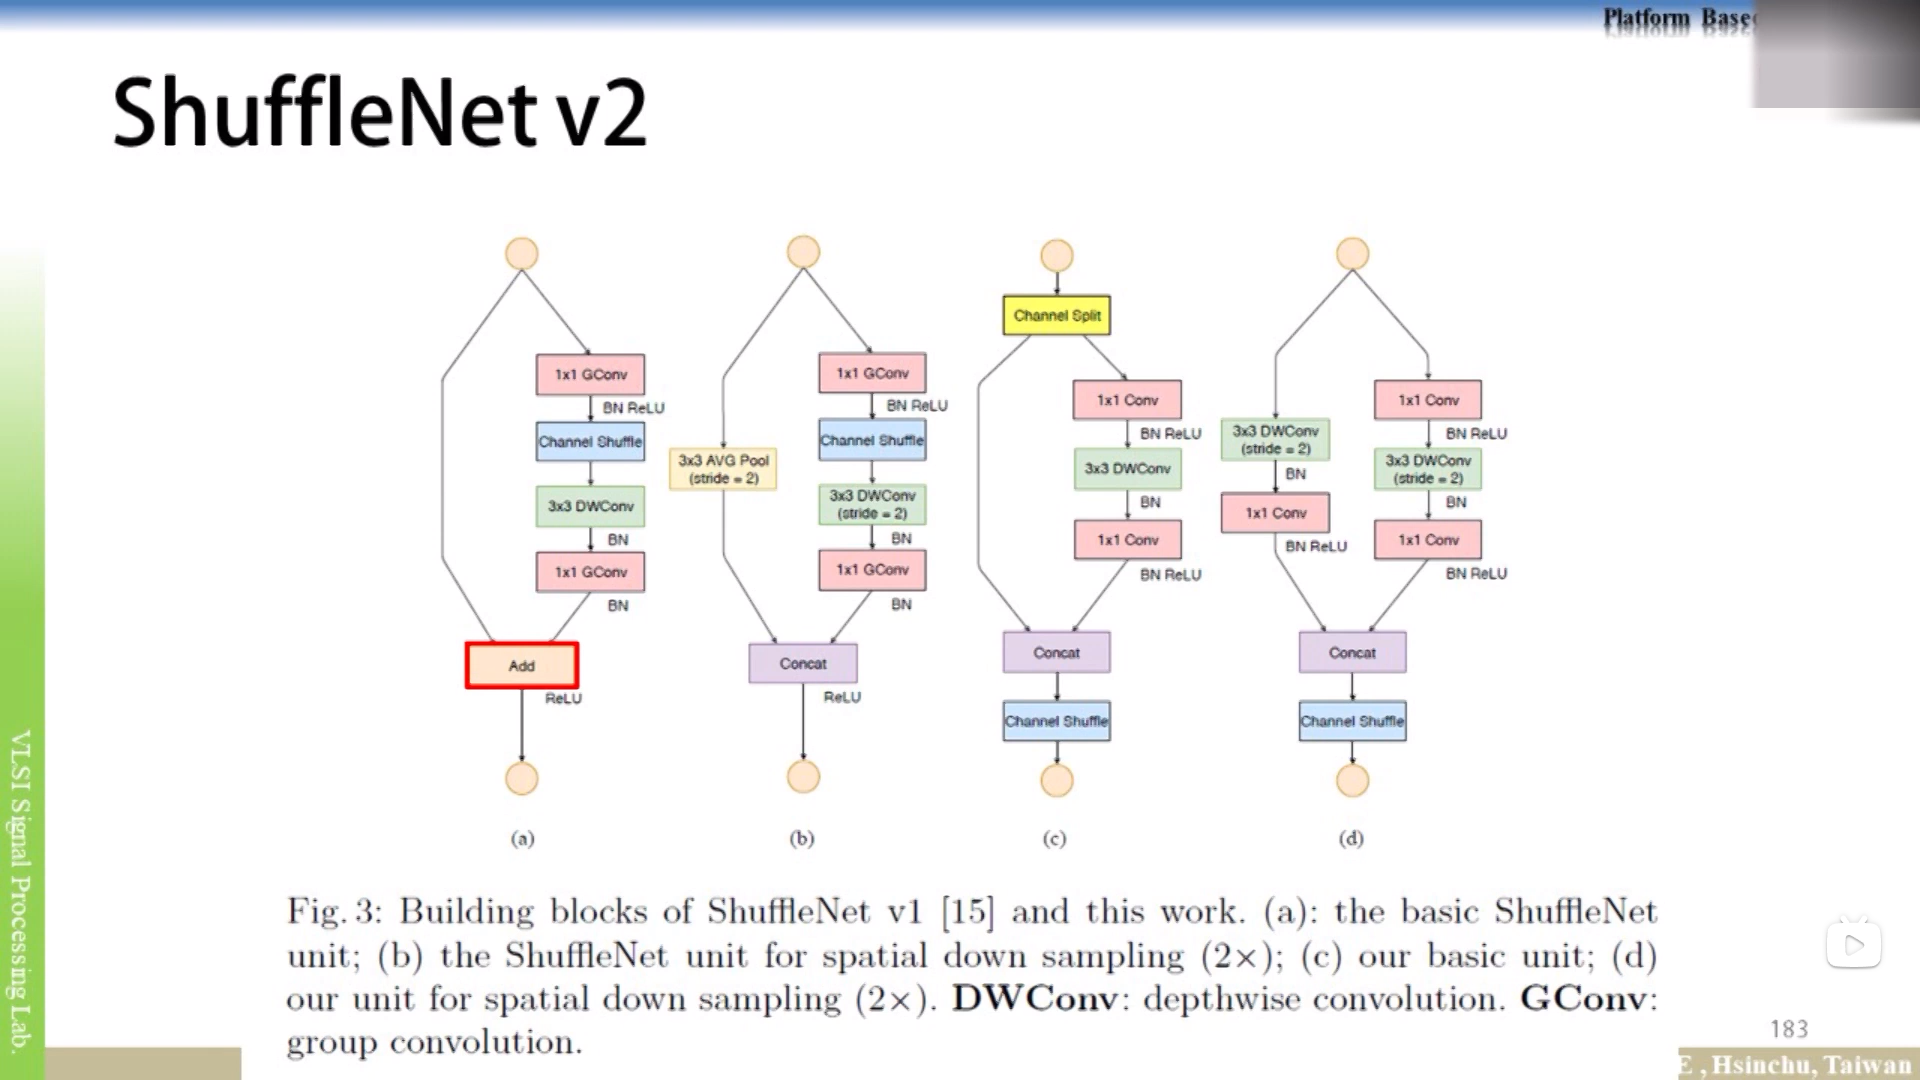 Platform Base
ShuffleNet v2
1x1 GConv
BN ReLU
Channel Shuffle
3x3 DWConv
BN
1x1 GConv
BN
Add
ReLU
(a)
1x1 GConv
BN ReLU
Channel Shuffle
3x3 AVG Pool
(stride = 2)
3x3 DWConv
(stride = 2)
BN
1x1 GConv
BN
Concat
ReLU
(b)
Channel Split
1x1 Conv
BN ReLU
3x3 DWConv
BN
1x1 Conv
BN ReLU
Concat
Channel Shuffle
(c)
3x3 DWConv
(stride = 2)
BN
1x1 Conv
BN ReLU
1x1 Conv
BN ReLU
3x3 DWConv
(stride = 2)
BN
1x1 Conv
BN ReLU
Concat
Channel Shuffle
(d)
Fig. 3: Building blocks of ShuffleNet v1 [15] and this work. (a): the basic ShuffleNet
unit; (b) the ShuffleNet unit for spatial down sampling (2×); (c) our basic unit; (d)
our unit for spatial down sampling (2×). DWConv: depthwise convolution. GConv:
group convolution.
VLSI Signal Processing Lab.
183
E , Hsinchu, Taiwan